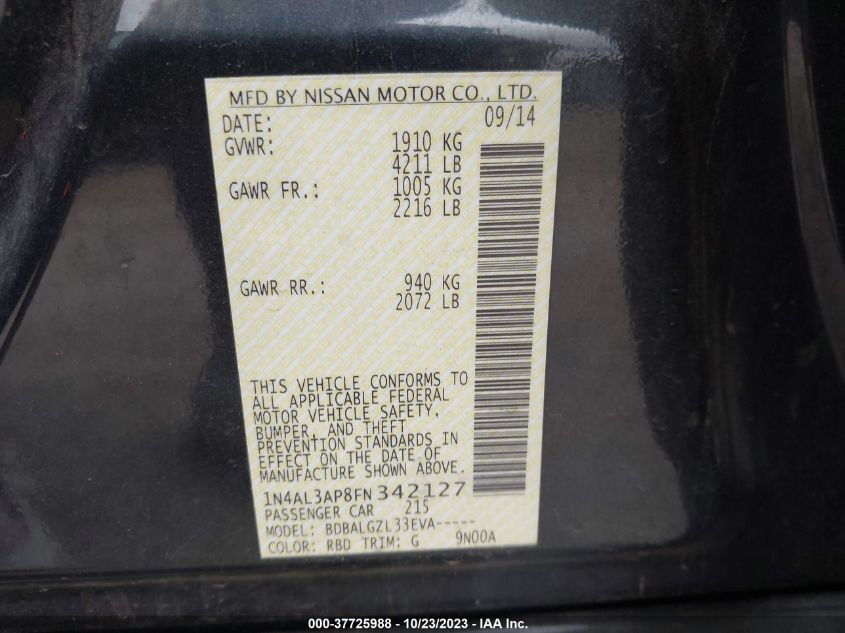 MFD BY NISSAN MOTOR CO., LTD.
DATE: 09/14
GVWR: 1910 KG
4211 LB
GAWR FR.: 1005 KG
2216 LB
GAWR RR.: 940 KG
2072 LB
THIS VEHICLE CONFORMS TO
ALL APPLICABLE FEDERAL
MOTOR VEHICLE SAFETY,
BUMPER, AND THEFT
PREVENTION STANDARDS IN
EFFECT ON THE DATE OF
MANUFACTURE SHOWN ABOVE.
1N4AL3AP8FN342127
PASSENGER CAR 215
MODEL: BDBALGZL33EVA-----
COLOR: RBD TRIM: G 9N00A
000-37725988 - 10/23/2023 - IAA Inc.